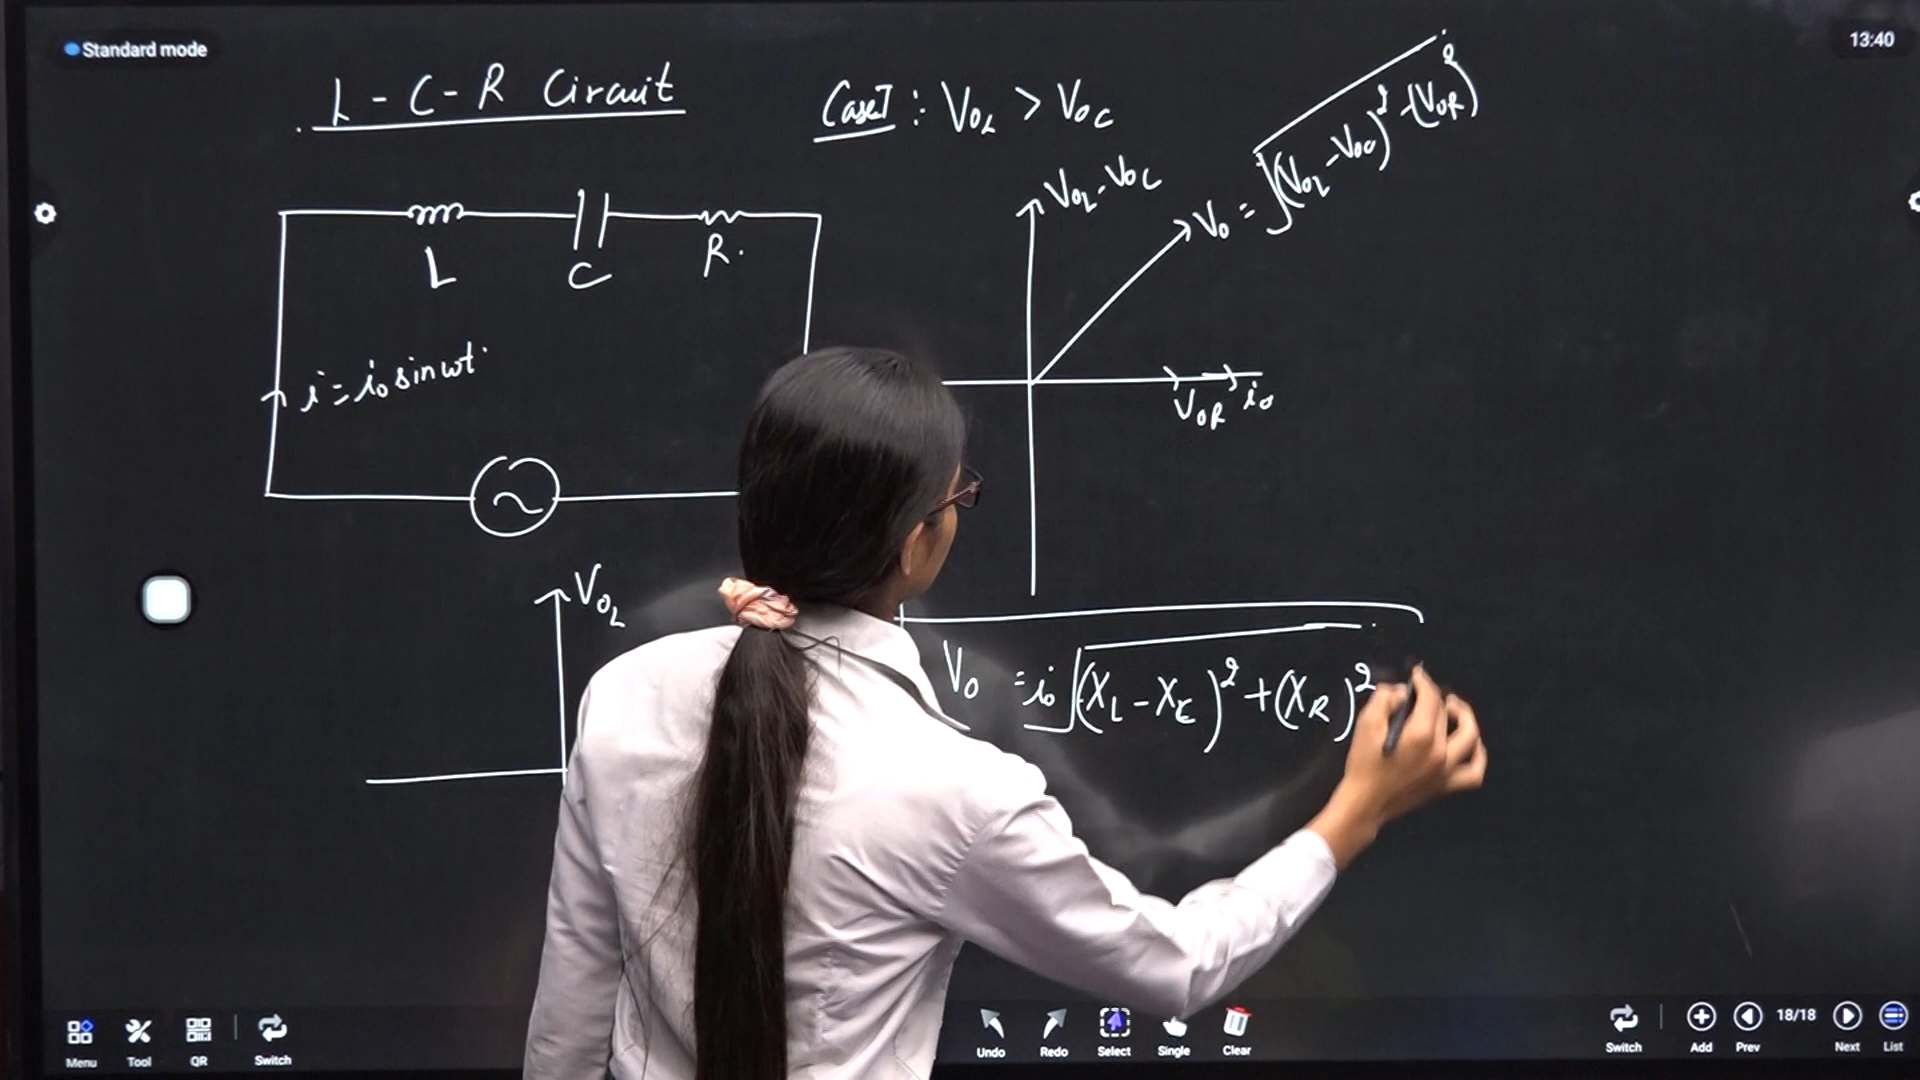 Standard mode
13:40
L-C-R Circuit
Case I : V₀L > V₀C
L
C
R.
i = i₀ sin ωt
V₀L - V₀C
V₀ = √(V₀L - V₀C)² + (V₀R)²
V₀R i₀
V₀L
V₀ = i₀ √(XL - XC)² + (XR)²
Menu
Tool
QR
Switch
Undo
Redo
Select
Single
Clear
Switch
Add
Prev
18/18
Next
List